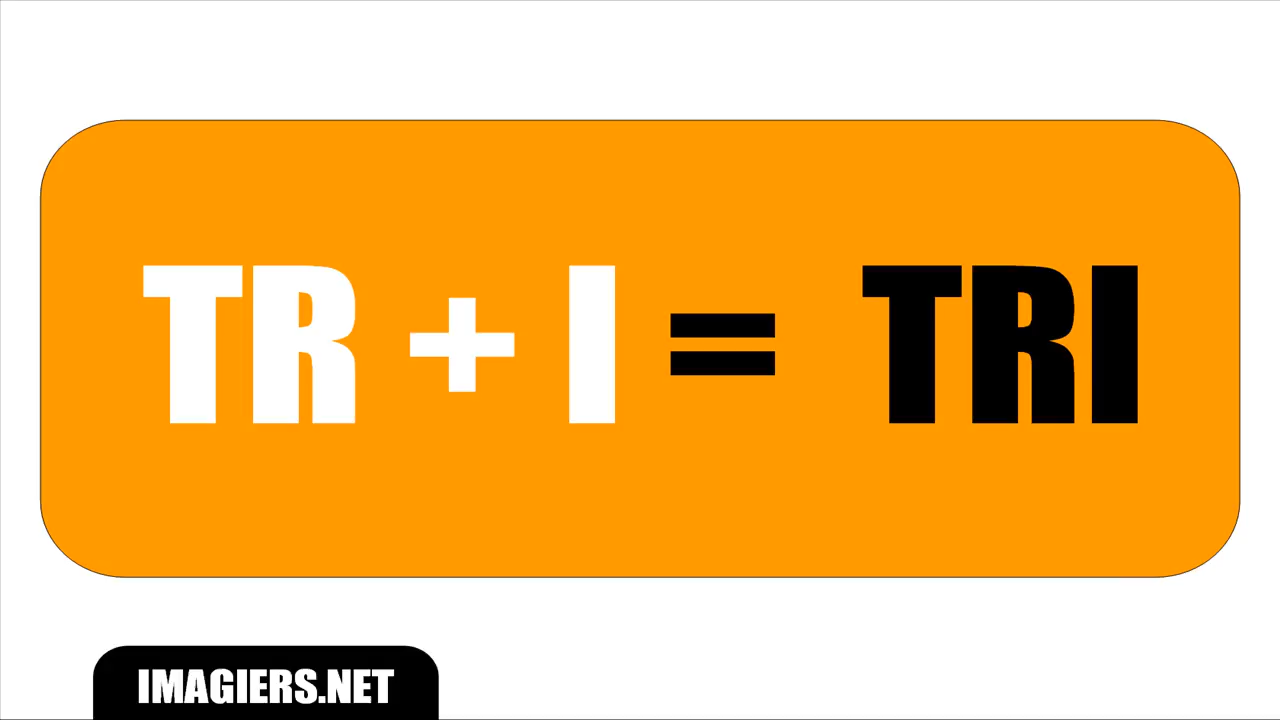 TR + I = TRI
IMAGIERS.NET